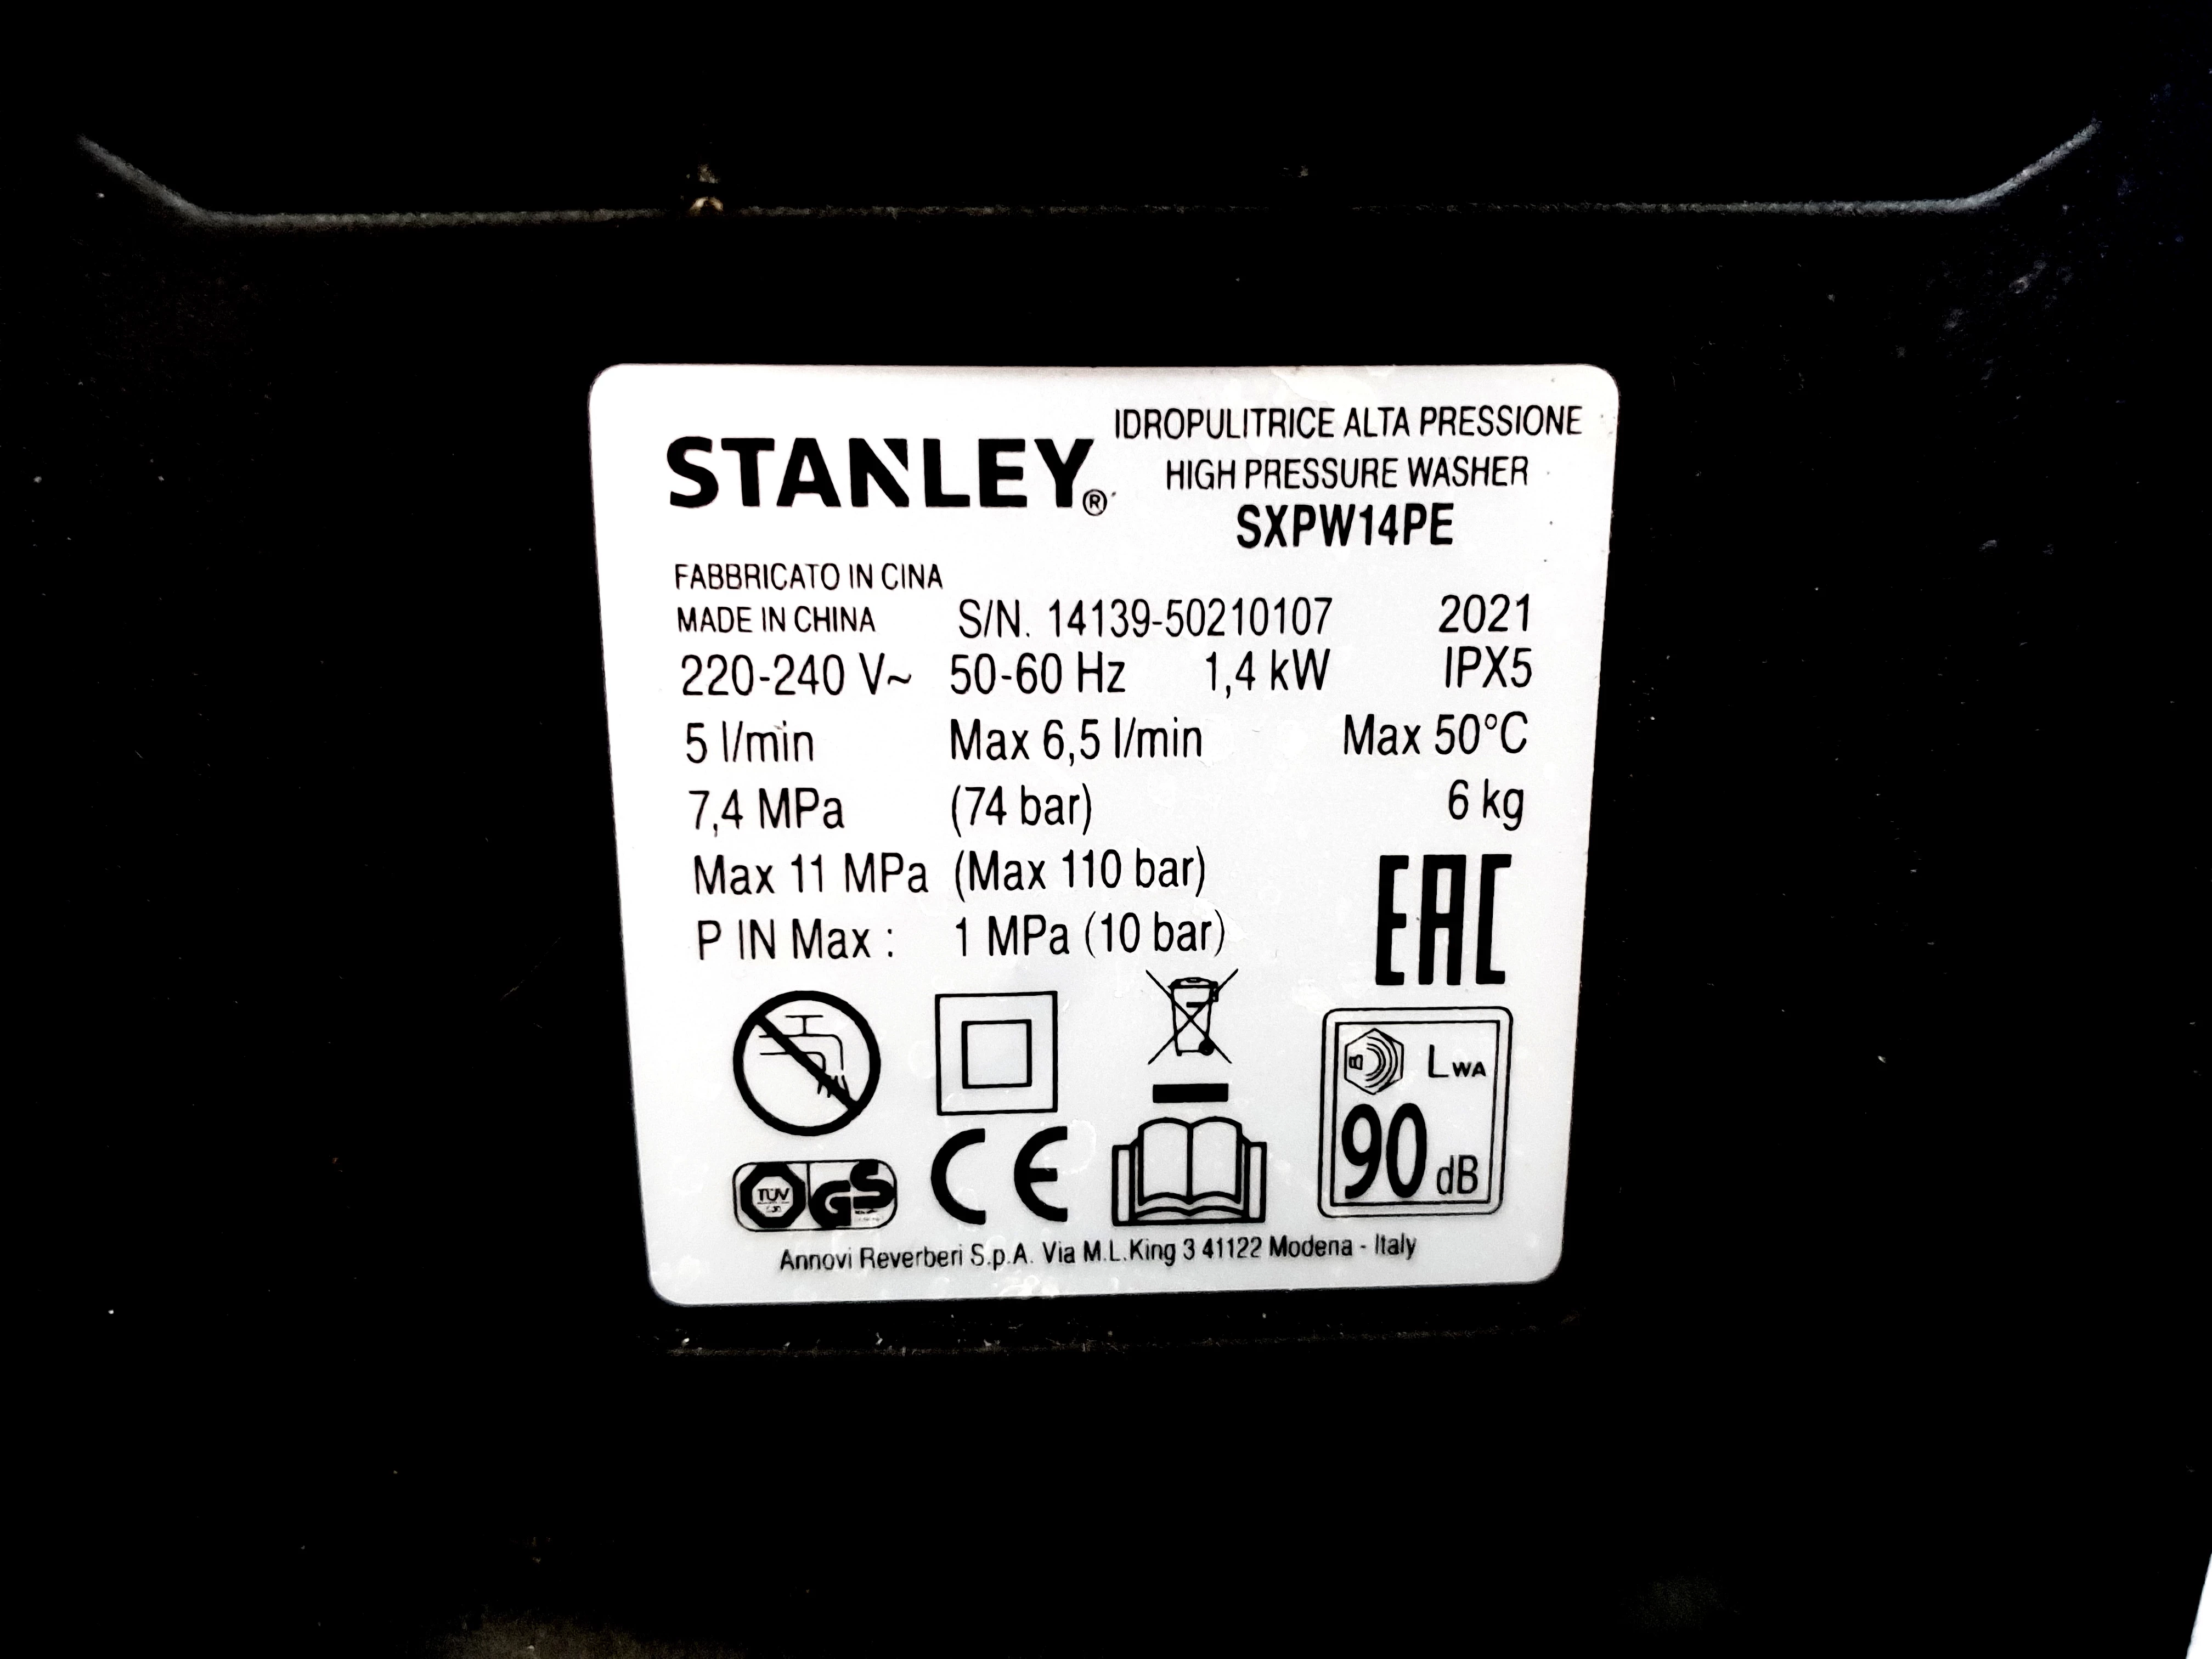 IDROPULITRICE ALTA PRESSIONE
STANLEY®
HIGH PRESSURE WASHER
SXPW14PE
FABBRICATO IN CINA
MADE IN CHINA S/N. 14139-50210107 2021
220-240 V~ 50-60 Hz 1,4 kW IPX5
5 l/min Max 6,5 l/min Max 50°C
7,4 MPa (74 bar) 6 kg
Max 11 MPa (Max 110 bar)
EAC
P IN Max : 1 MPa (10 bar)
LWA
90 dB
TÜV GS CE
Annovi Reverberi S.p.A. Via M.L.King 3 41122 Modena - Italy